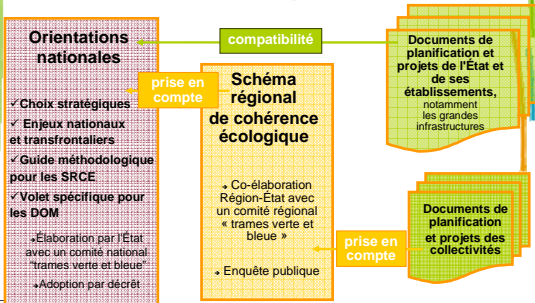 Orientations
nationales
✓Choix stratégiques
✓ Enjeux nationaux
et transfrontaliers
✓Guide méthodologique
pour les SRCE
✓Volet spécifique pour
les DOM
➔Élaboration par l'État
avec un comité national
"trames verte et bleue"
➔Adoption par décret
compatibilité
prise en
compte
Schéma
régional
de cohérence
écologique
➔ Co-élaboration
Région-État avec
un comité régional
« trames verte et
bleue »
➔ Enquête publique
prise en
compte
Documents de
planification et
projets de l'État et
de ses
établissements,
notamment
les grandes
infrastructures
Documents de
planification
et projets des
collectivités